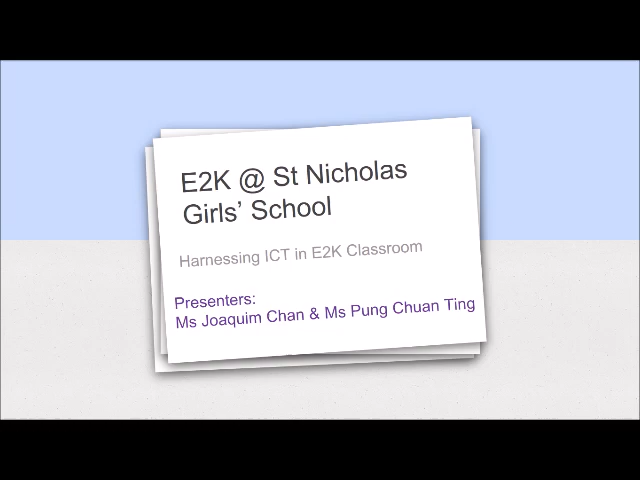 E2K @ St Nicholas
Girls’ School
Harnessing ICT in E2K Classroom
Presenters:
Ms Joaquim Chan & Ms Pung Chuan Ting